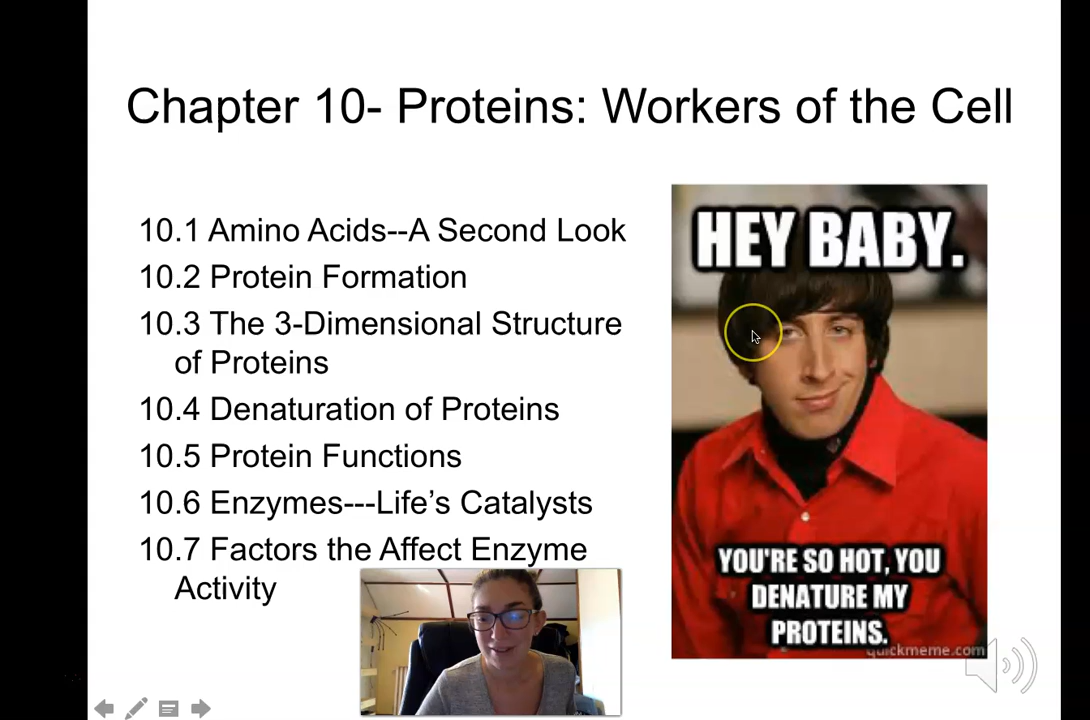 Chapter 10- Proteins: Workers of the Cell
10.1 Amino Acids--A Second Look
10.2 Protein Formation
10.3 The 3-Dimensional Structure
of Proteins
10.4 Denaturation of Proteins
10.5 Protein Functions
10.6 Enzymes---Life’s Catalysts
10.7 Factors the Affect Enzyme
Activity
HEY BABY.
YOU'RE SO HOT, YOU
DENATURE MY
PROTEINS.
quickmeme.com